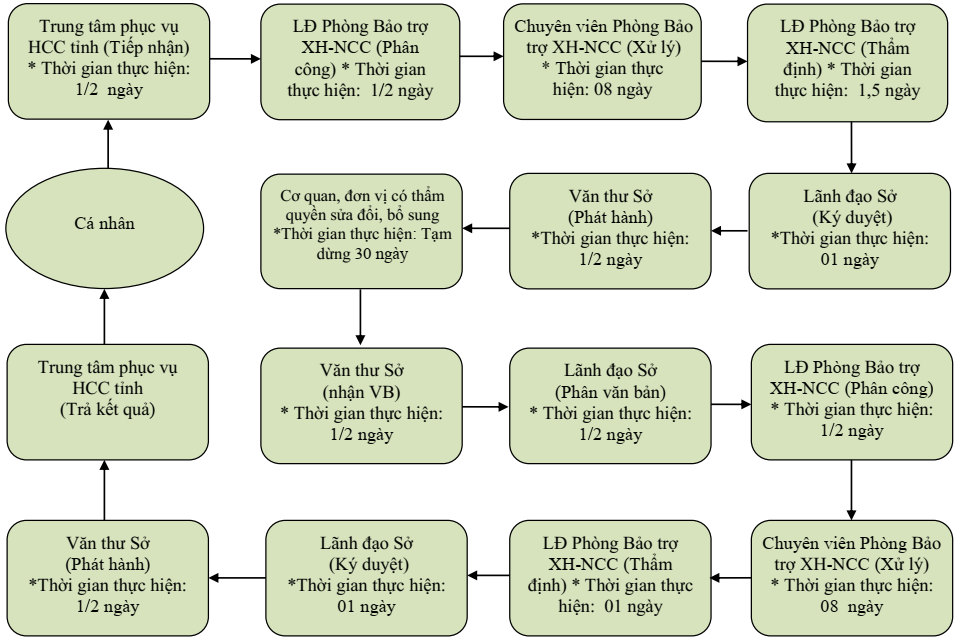 Trung tâm phục vụ
HCC tỉnh (Tiếp nhận)
* Thời gian thực hiện:
1/2 ngày
LĐ Phòng Bảo trợ
XH-NCC (Phân
công) * Thời gian
thực hiện: 1/2 ngày
Chuyên viên Phòng Bảo
trợ XH-NCC (Xử lý)
* Thời gian thực
hiện: 08 ngày
LĐ Phòng Bảo trợ
XH-NCC (Thẩm
định) * Thời gian
thực hiện: 1,5 ngày
Cá nhân
Cơ quan, đơn vị có thẩm
quyền sửa đổi, bổ sung
*Thời gian thực hiện: Tạm
dừng 30 ngày
Văn thư Sở
(Phát hành)
*Thời gian thực hiện:
1/2 ngày
Lãnh đạo Sở
(Ký duyệt)
*Thời gian thực hiện:
01 ngày
Trung tâm phục vụ
HCC tỉnh
(Trả kết quả)
Văn thư Sở
(nhận VB)
* Thời gian thực hiện:
1/2 ngày
Lãnh đạo Sở
(Phân văn bản)
* Thời gian thực hiện:
1/2 ngày
LĐ Phòng Bảo trợ
XH-NCC (Phân công)
* Thời gian thực hiện:
1/2 ngày
Văn thư Sở
(Phát hành)
*Thời gian thực hiện:
1/2 ngày
Lãnh đạo Sở
(Ký duyệt)
*Thời gian thực hiện:
01 ngày
LĐ Phòng Bảo trợ
XH-NCC (Thẩm
định) * Thời gian thực
hiện: 01 ngày
Chuyên viên Phòng Bảo
trợ XH-NCC (Xử lý)
* Thời gian thực hiện:
08 ngày